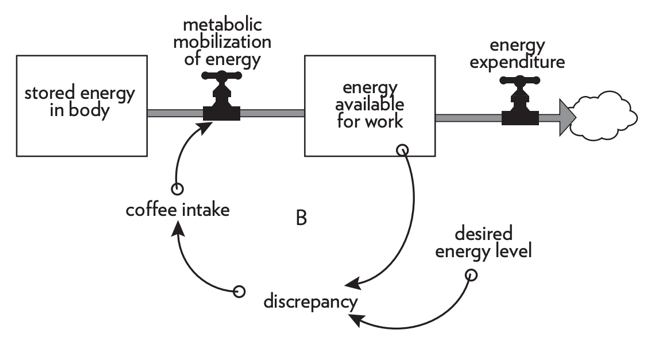 metabolic
mobilization
of energy
energy
expenditure
stored energy
in body
energy
available
for work
coffee intake
B
desired
energy level
discrepancy